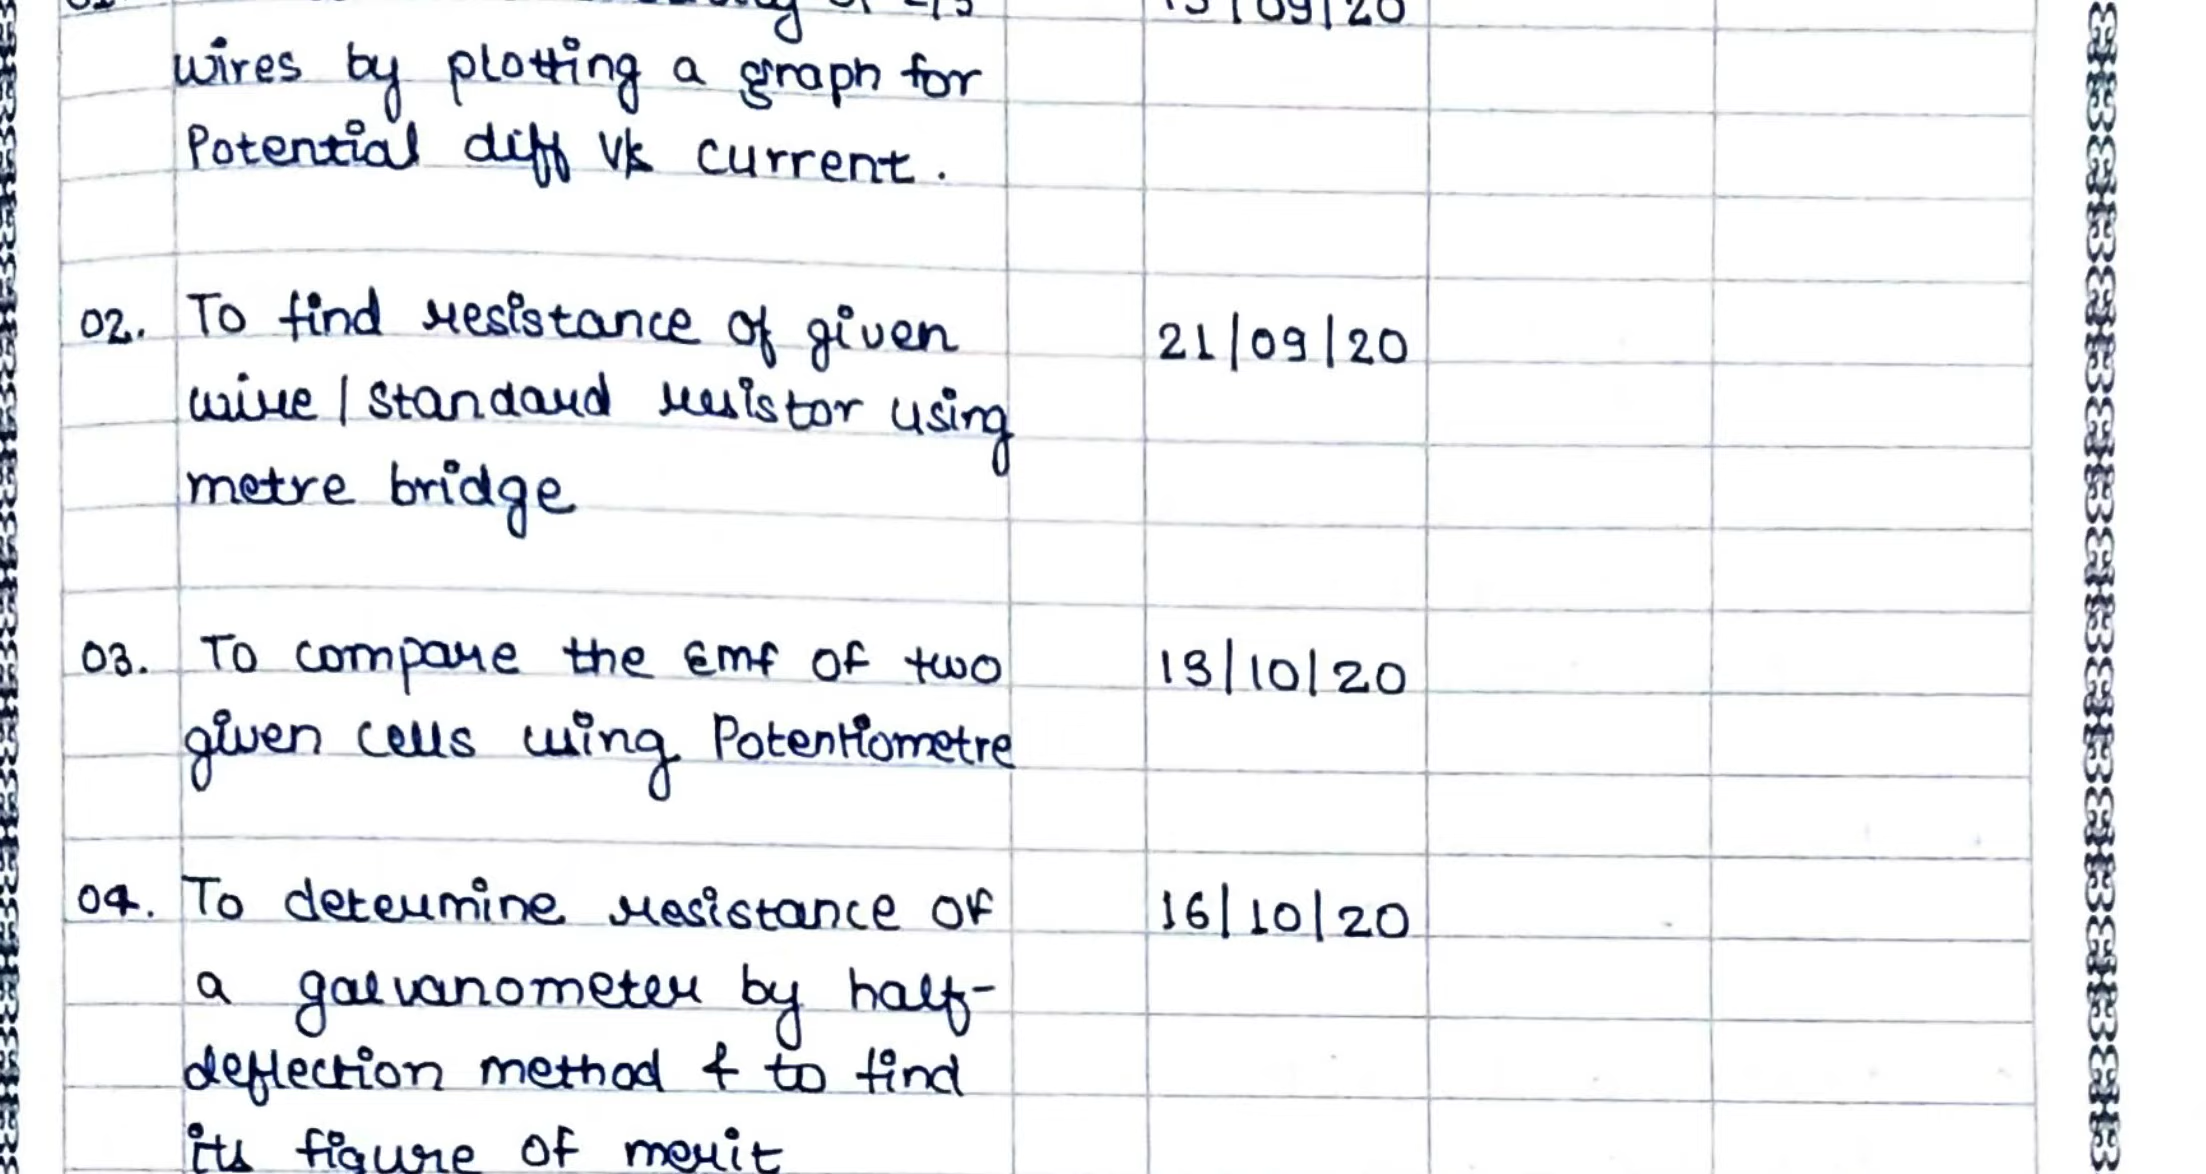 wires by plotting a graph for
Potential diff v/s current.
02. To find resistance of given 21/09/20
wire / standard resistor using
metre bridge
03. To compare the Emf of two 13/10/20
given cells using Potentiometre
04. To determine resistance of 16/10/20
a galvanometer by half-
deflection method & to find
its figure of merit